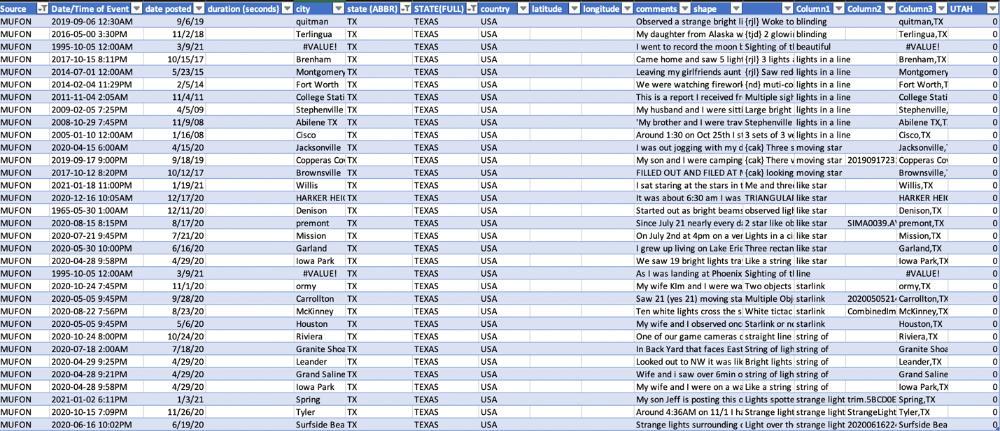 Source Date/Time of Event date posted duration (seconds) city state (ABBR) STATE(FULL) country latitude longitude comments shape Column1 Column2 Column3 UTAH
MUFON 2019-09-06 12:30AM 9/6/19 quitman TX TEXAS USA Observed a strange bright li {rjl} Woke to blinding quitman,TX 0
MUFON 2016-05-00 3:30PM 11/2/18 Terlingua TX TEXAS USA My daughter from Alaska w {tjd} 2 glowi blinding Terlingua,TX 0
MUFON 1995-10-05 12:00AM 3/9/21 #VALUE! TX TEXAS USA I went to record the moon b Sighting of tl beautiful #VALUE! 0
MUFON 2017-10-15 8:11PM 10/15/17 Brenham TX TEXAS USA Came home and saw 5 light {rjl} 3 lights lights in a line Brenham,TX 0
MUFON 2014-07-01 12:00AM 5/23/15 Montgomery TX TEXAS USA Leaving my girlfriends aunt {rjl} Saw red lights in a line Montgomery 0
MUFON 2014-02-04 11:29PM 2/5/14 Fort Worth TX TEXAS USA We were watching firework {nd} muti-co lights in a line Fort Worth,T 0
MUFON 2011-11-04 2:05AM 11/4/11 College Stati TX TEXAS USA This is a report I received fr Multiple sigh lights in a line College Stati 0
MUFON 2009-02-05 7:25PM 4/5/09 Stephenville TX TEXAS USA My husband and I were sitti Large bright lights in a line Stephenville, 0
MUFON 2008-10-29 7:45PM 11/9/08 Abilene TX TX TEXAS USA 'My brother and I were trav Stephenville lights in a line Abilene TX,T 0
MUFON 2005-01-10 12:00AM 1/16/08 Cisco TX TEXAS USA Around 1:30 on Oct 25th I st 3 sets of 3 ve lights in a line Cisco,TX 0
MUFON 2020-04-15 6:00AM 4/15/20 Jacksonville TX TEXAS USA I was out jogging with my d {cak} Three s moving star Jacksonville, 0
MUFON 2019-09-17 9:00PM 9/18/19 Copperas Cov TX TEXAS USA My son and I were camping {cak} There w moving star 2019091723 Copperas Cov 0
MUFON 2017-10-12 8:20PM 10/12/17 Brownsville TX TEXAS USA FILLED OUT AND FILED AT M {cak} looking moving star Brownsville, 0
MUFON 2021-01-18 11:00PM 1/19/21 Willis TX TEXAS USA I sat staring at the stars in t Me and three like star Willis,TX 0
MUFON 2020-12-16 10:05AM 12/17/20 HARKER HEIG TX TEXAS USA It was about 6:30 am I was TRIANGULAR like star HARKER HEIG 0
MUFON 1965-05-30 1:00AM 12/11/20 Denison TX TEXAS USA Started out as bright beams observed ligh like star Denison,TX 0
MUFON 2020-08-15 8:15PM 8/17/20 premont TX TEXAS USA Since July 21 nearly every d 2 star like ob like star SIMA0039.AV premont,TX 0
MUFON 2020-07-21 9:45PM 7/21/20 Mission TX TEXAS USA On July 2nd at 4pm on a ver Lights in a ci like star Mission,TX 0
MUFON 2020-05-30 10:00PM 6/16/20 Garland TX TEXAS USA I grew up living on Lake Erie Three rectan like star Garland,TX 0
MUFON 2020-04-28 9:58PM 4/29/20 Iowa Park TX TEXAS USA We saw 19 bright lights tra Like a string like star Iowa Park,TX 0
MUFON 1995-10-05 12:00AM 3/9/21 #VALUE! TX TEXAS USA As I was landing at Phoenix Sighting of tl line #VALUE! 0
MUFON 2020-10-24 7:45PM 11/1/20 ormy TX TEXAS USA My wife KIm and I were wa Two objects starlink ormy,TX 0
MUFON 2020-05-05 9:45PM 9/28/20 Carrollton TX TEXAS USA Saw 21 (yes 21) moving sta Multiple Obj starlink 2020050521 Carrollton,TX 0
MUFON 2020-08-22 7:56PM 8/23/20 McKinney TX TEXAS USA Ten white lights cross the s White tictac starlink CombinedIm McKinney,TX 0
MUFON 2020-05-05 9:45PM 5/6/20 Houston TX TEXAS USA My wife and I observed onc Starlink or no starlink Houston,TX 0
MUFON 2020-10-24 8:00PM 10/24/20 Riviera TX TEXAS USA One of our game cameras c straight line string of Riviera,TX 0
MUFON 2020-07-18 2:00AM 7/18/20 Granite Shoa TX TEXAS USA In Back Yard that faces East String of ligh string of Granite Shoa 0
MUFON 2020-04-29 9:25PM 4/29/20 Leander TX TEXAS USA Looked out to NW it was lik Bright lights string of Leander,TX 0
MUFON 2020-04-28 9:21PM 4/29/20 Grand Saline TX TEXAS USA Wife and i saw over 6min o string of ligh string of Grand Saline 0
MUFON 2020-04-28 9:58PM 4/29/20 Iowa Park TX TEXAS USA My wife and I were on a wa Like a string string of Iowa Park,TX 0
MUFON 2021-01-02 6:11PM 1/3/21 Spring TX TEXAS USA My son Jeff is posting this o Lights spotte strange light trim.5BCD0E Spring,TX 0
MUFON 2020-10-15 7:09PM 11/26/20 Tyler TX TEXAS USA Around 4:36AM on 11/1 I ha Strange light strange light StrangeLight Tyler,TX 0
MUFON 2020-06-16 10:02PM 6/19/20 Surfside Bea TX TEXAS USA Strange lights surrounding c Light over th strange light 2020061622 Surfside Bea 0